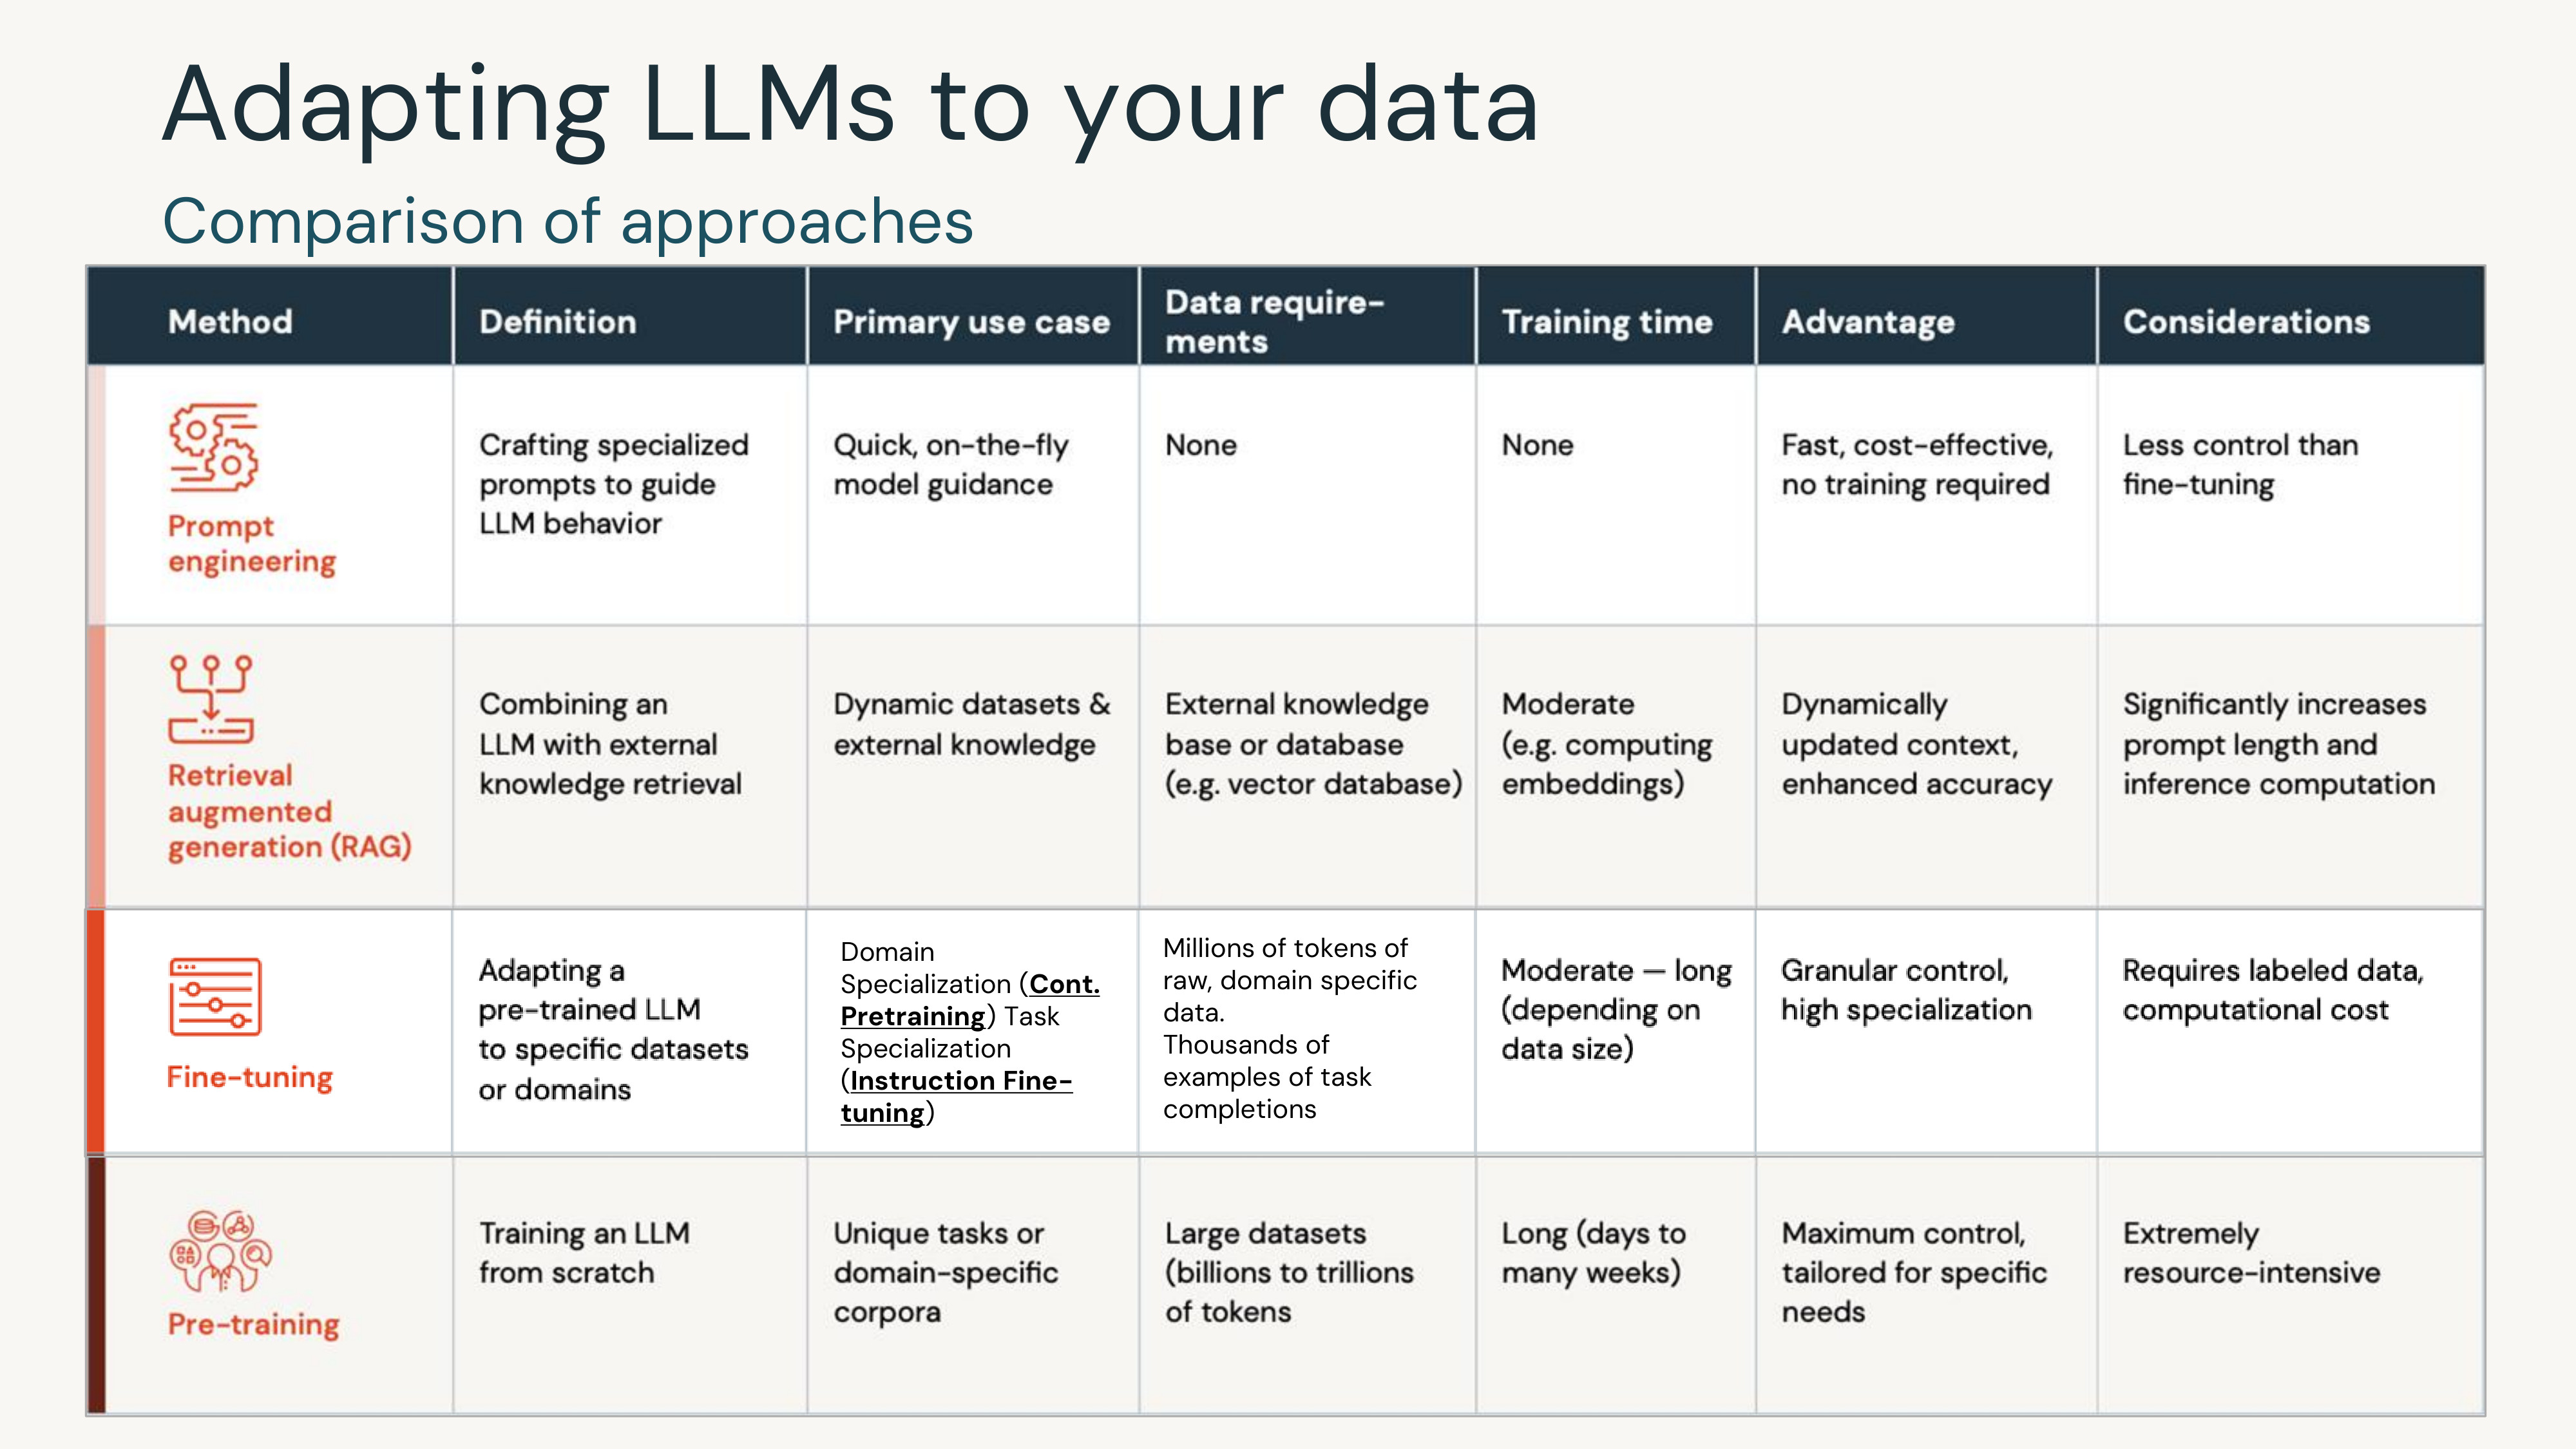 Adapting LLMs to your data
Comparison of approaches
Method
Definition
Primary use case
Data require-
ments
Training time
Advantage
Considerations
Prompt
engineering
Crafting specialized
prompts to guide
LLM behavior
Quick, on-the-fly
model guidance
None
None
Fast, cost-effective,
no training required
Less control than
fine-tuning
Retrieval
augmented
generation (RAG)
Combining an
LLM with external
knowledge retrieval
Dynamic datasets &
external knowledge
External knowledge
base or database
(e.g. vector database)
Moderate
(e.g. computing
embeddings)
Dynamically
updated context,
enhanced accuracy
Significantly increases
prompt length and
inference computation
Fine-tuning
Adapting a
pre-trained LLM
to specific datasets
or domains
Domain
Specialization (Cont.
Pretraining) Task
Specialization
(Instruction Fine-
tuning)
Millions of tokens of
raw, domain specific
data.
Thousands of
examples of task
completions
Moderate — long
(depending on
data size)
Granular control,
high specialization
Requires labeled data,
computational cost
Pre-training
Training an LLM
from scratch
Unique tasks or
domain-specific
corpora
Large datasets
(billions to trillions
of tokens
Long (days to
many weeks)
Maximum control,
tailored for specific
needs
Extremely
resource-intensive